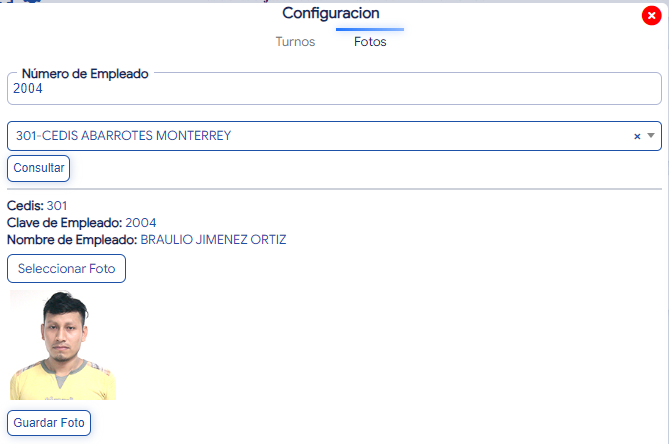 Configuracion
Turnos
Fotos
Número de Empleado
2004
301-CEDIS ABARROTES MONTERREY
×
Consultar
Cedis: 301
Clave de Empleado: 2004
Nombre de Empleado: BRAULIO JIMENEZ ORTIZ
Seleccionar Foto
Guardar Foto